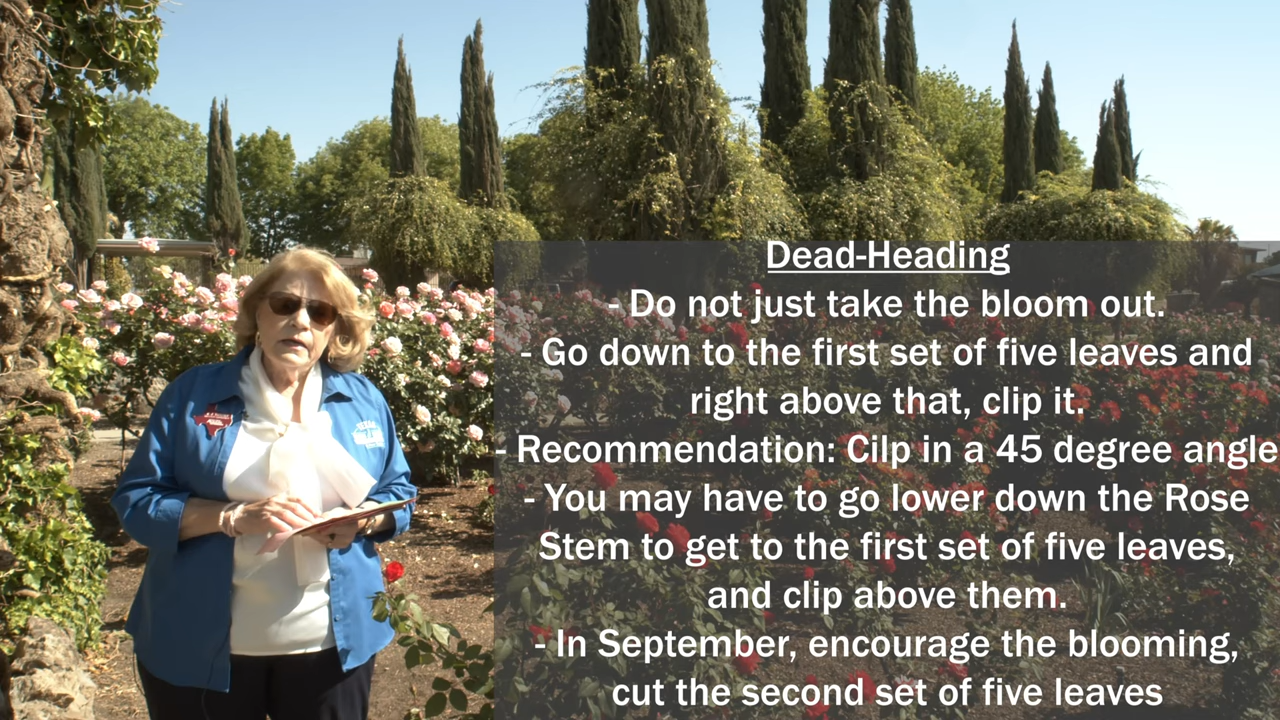 Dead-Heading
- Do not just take the bloom out.
- Go down to the first set of five leaves and
right above that, clip it.
- Recommendation: Cilp in a 45 degree angle
- You may have to go lower down the Rose
Stem to get to the first set of five leaves,
and clip above them.
- In September, encourage the blooming,
cut the second set of five leaves
TEXAS